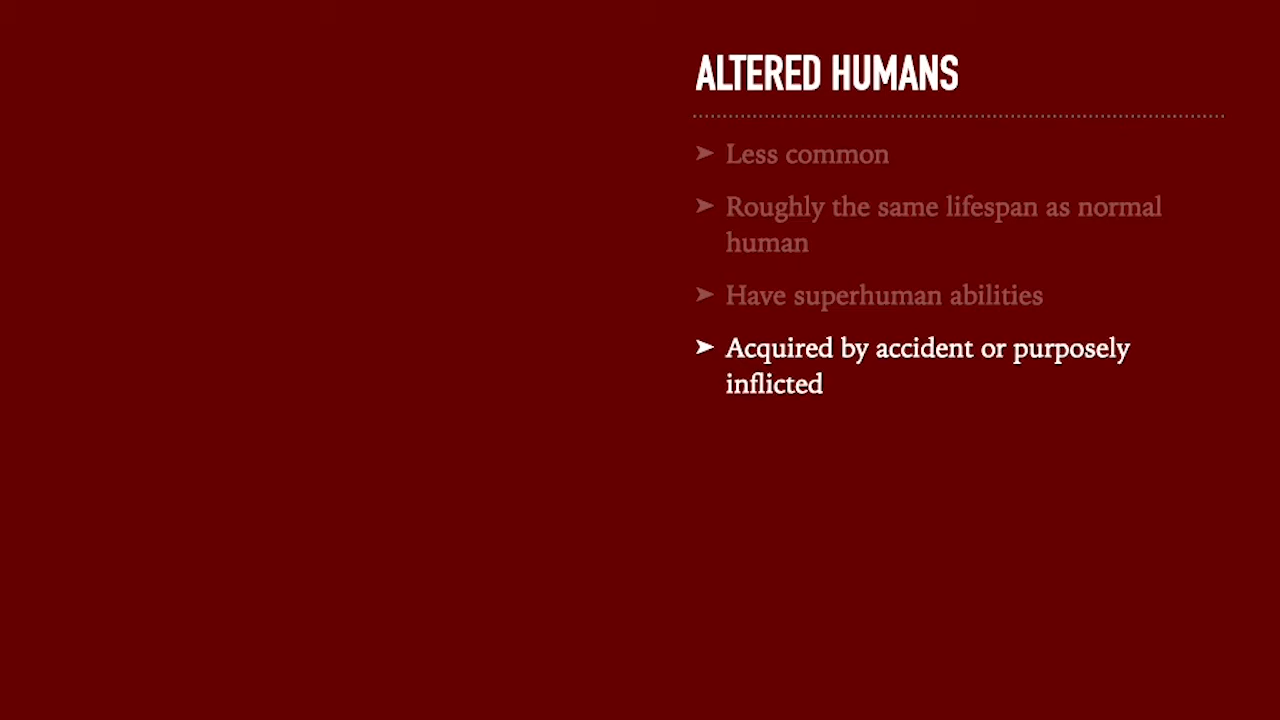 ALTERED HUMANS
➤ Less common
➤ Roughly the same lifespan as normal
human
➤ Have superhuman abilities
➤ Acquired by accident or purposely
inflicted